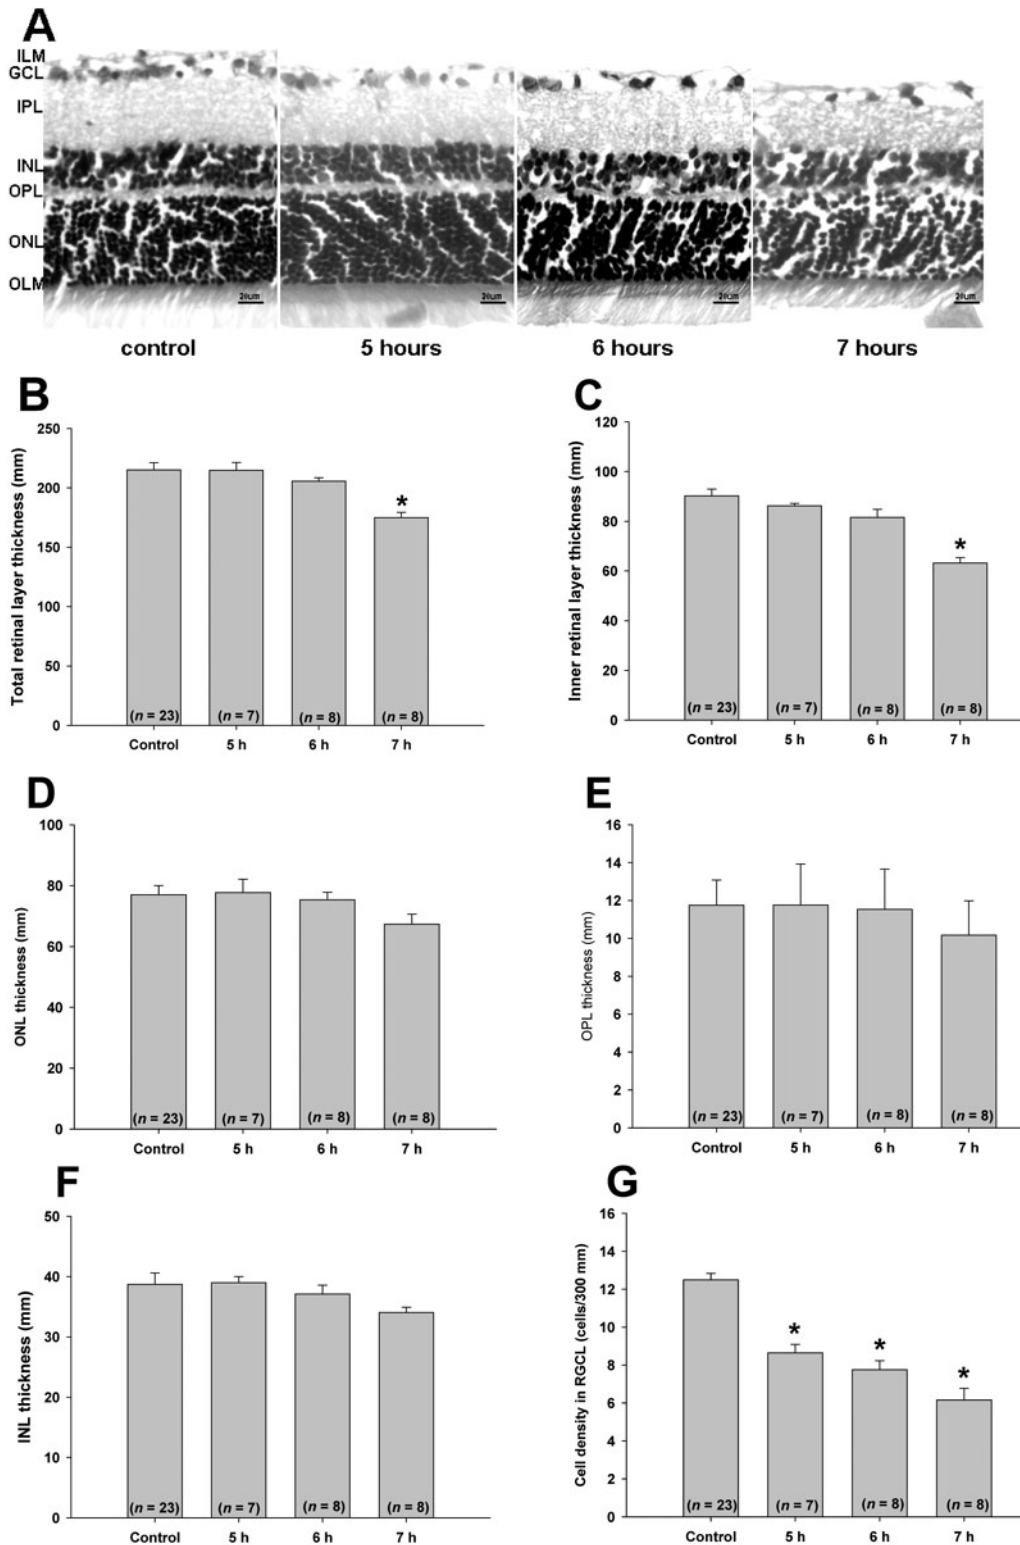 A
ILM
GCL
IPL
INL
OPL
ONL
OLM
20µm
20µm
20µm
20µm
control
5 hours
6 hours
7 hours
B
Total retinal layer thickness (mm)
250
200
150
100
50
0
*
(n = 23)
(n = 7)
(n = 8)
(n = 8)
Control
5 h
6 h
7 h
C
Inner retinal layer thickness (mm)
120
100
80
60
40
20
0
*
(n = 23)
(n = 7)
(n = 8)
(n = 8)
Control
5 h
6 h
7 h
D
ONL thickness (mm)
100
80
60
40
20
0
(n = 23)
(n = 7)
(n = 8)
(n = 8)
Control
5 h
6 h
7 h
E
OPL thickness (mm)
16
14
12
10
8
6
4
2
0
(n = 23)
(n = 7)
(n = 8)
(n = 8)
Control
5 h
6 h
7 h
F
INL thickness (mm)
50
40
30
20
10
0
(n = 23)
(n = 7)
(n = 8)
(n = 8)
Control
5 h
6 h
7 h
G
Cell density in RGCL (cells/300 mm)
16
14
12
10
8
6
4
2
0
*
*
*
(n = 23)
(n = 7)
(n = 8)
(n = 8)
Control
5 h
6 h
7 h